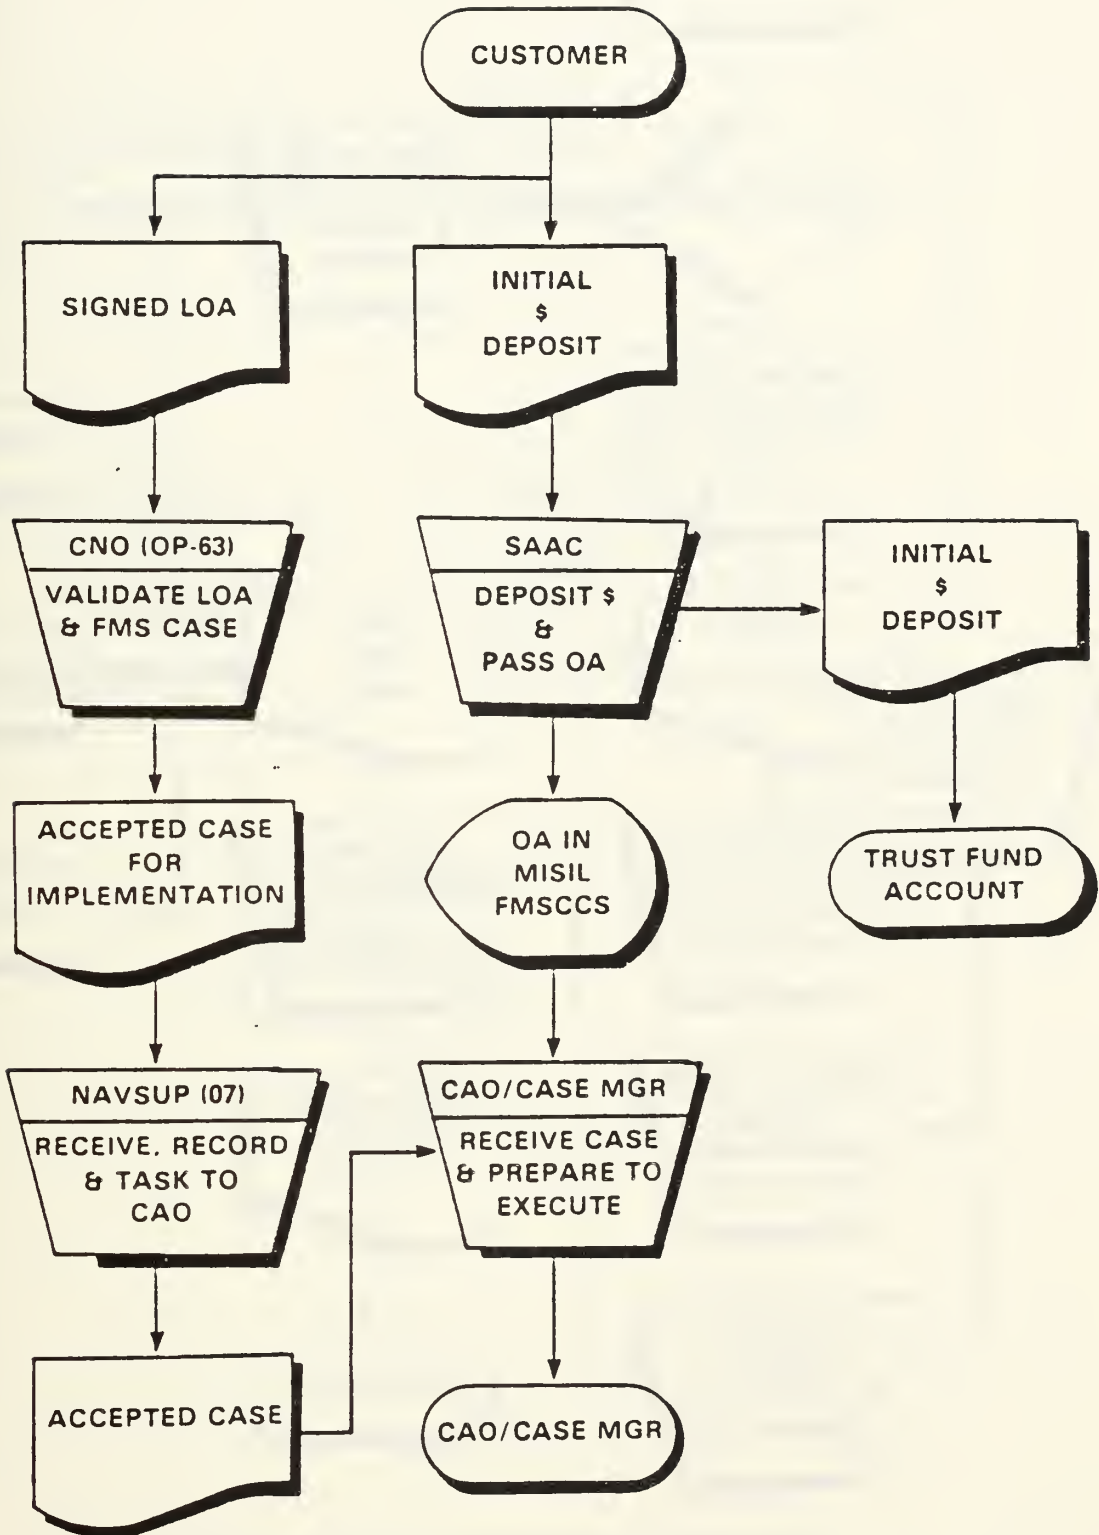 CUSTOMER
SIGNED LOA
INITIAL
$
DEPOSIT
CNO (OP-63)
VALIDATE LOA
& FMS CASE
SAAC
DEPOSIT $
&
PASS OA
INITIAL
$
DEPOSIT
ACCEPTED CASE
FOR
IMPLEMENTATION
OA IN
MISIL
FMSCCS
TRUST FUND
ACCOUNT
NAVSUP (07)
RECEIVE, RECORD
& TASK TO
CAO
CAO/CASE MGR
RECEIVE CASE
& PREPARE TO
EXECUTE
ACCEPTED CASE
CAO/CASE MGR